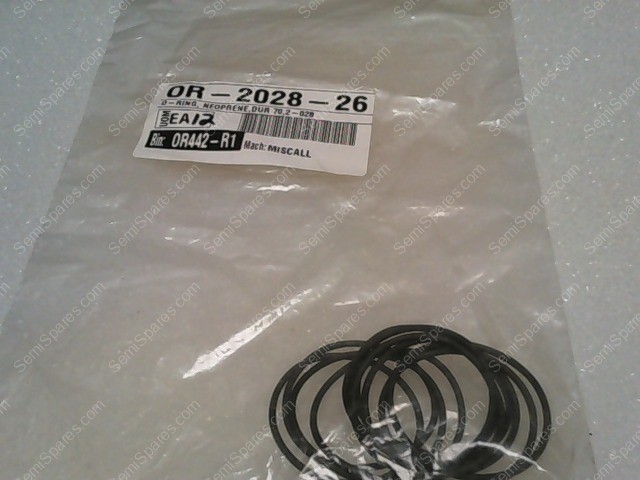 OR-2028-26
O-RING, NEOPRENE,DUR 70,2-028
UOM EA12
Bin: OR442-R1 Mach: MISCALL
SemiSpares.com